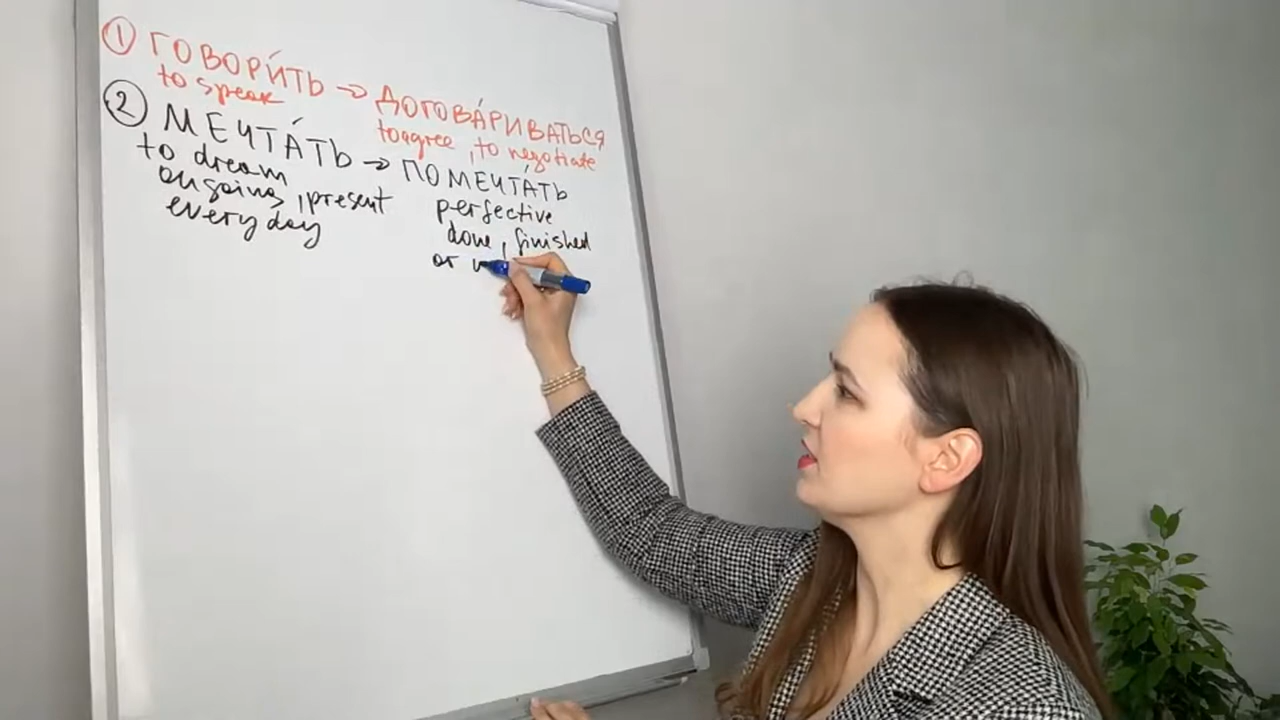 1 ГОВОРИ́ТЬ → ДОГОВА́РИВАТЬСЯ
to speak
to agree, to negotiate
2 МЕЧТА́ТЬ → ПОМЕЧТА́ТЬ
to dream
ongoing, present
every day
perfective
done, finished
or